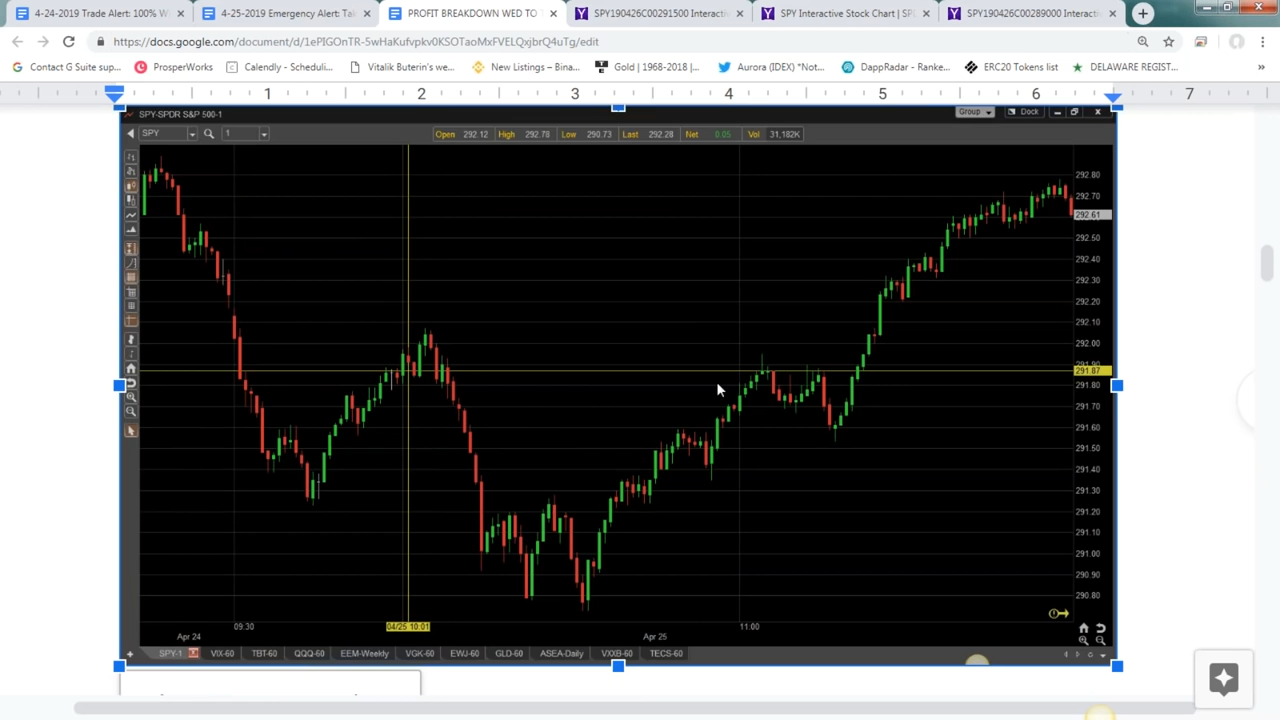 4-24-2019 Trade Alert: 100% W
4-25-2019 Emergency Alert: Tak
PROFIT BREAKDOWN WED TO
SPY190426C00291500 Interactiv
SPY Interactive Stock Chart | SP
SPY190426C00289000 Interactiv
https://docs.google.com/document/d/1ePIGOnTR-5wHaKufvpkv0KSOTaoMxFVELQxjbrQ4uTg/edit
Contact G Suite sup... ProsperWorks Calendly - Scheduli... Vitalik Buterin's we... New Listings – Bina... Gold | 1968-2018 |... Aurora (IDEX) *Not... DappRadar - Ranke... ERC20 Tokens list DELAWARE REGIST... »
1 2 3 4 5 6 7
SPY-SPDR S&P 500-1 Group Dock
SPY 1 Open 292.12 High 292.78 Low 290.73 Last 292.28 Net 0.05 Vol 31,182K
292.80
292.70
292.61
292.50
292.40
292.30
292.20
292.10
292.00
291.90
291.87
291.80
291.70
291.60
291.50
291.40
291.30
291.20
291.10
291.00
290.90
290.80
09:30 04/25 10:01 11:00
Apr 24 Apr 25
SPY-1 VIX-60 TBT-60 QQQ-60 EEM-Weekly VGK-60 EWJ-60 GLD-60 ASEA-Daily VXXB-60 TECS-60